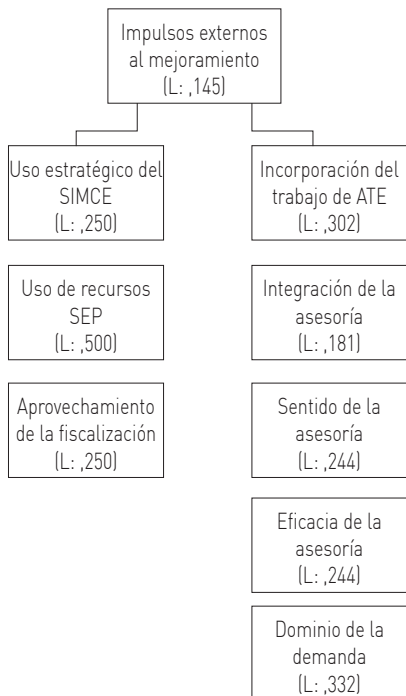 Impulsos externos
al mejoramiento
(L: ,145)
Uso estratégico del
SIMCE
(L: ,250)
Uso de recursos
SEP
(L: ,500)
Aprovechamiento
de la fiscalización
(L: ,250)
Incorporación del
trabajo de ATE
(L: ,302)
Integración de la
asesoría
(L: ,181)
Sentido de la
asesoría
(L: ,244)
Eficacia de la
asesoría
(L: ,244)
Dominio de la
demanda
(L: ,332)